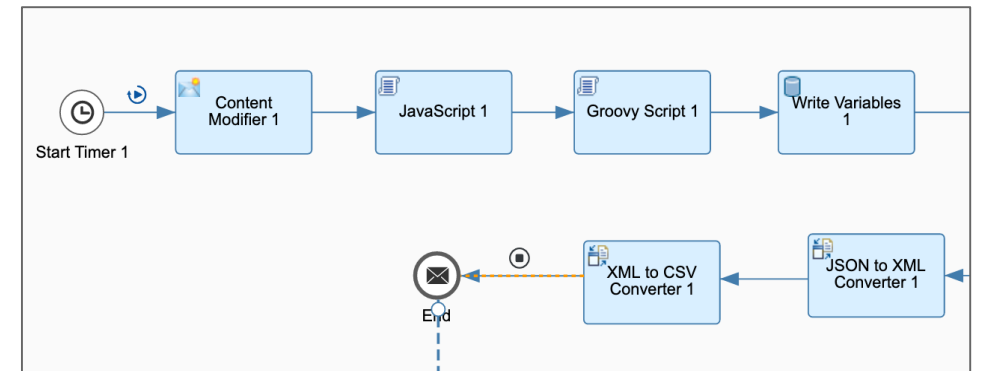 Content
Modifier 1
JavaScript 1
Groovy Script 1
Write Variables
1
Start Timer 1
XML to CSV
Converter 1
JSON to XML
Converter 1
End